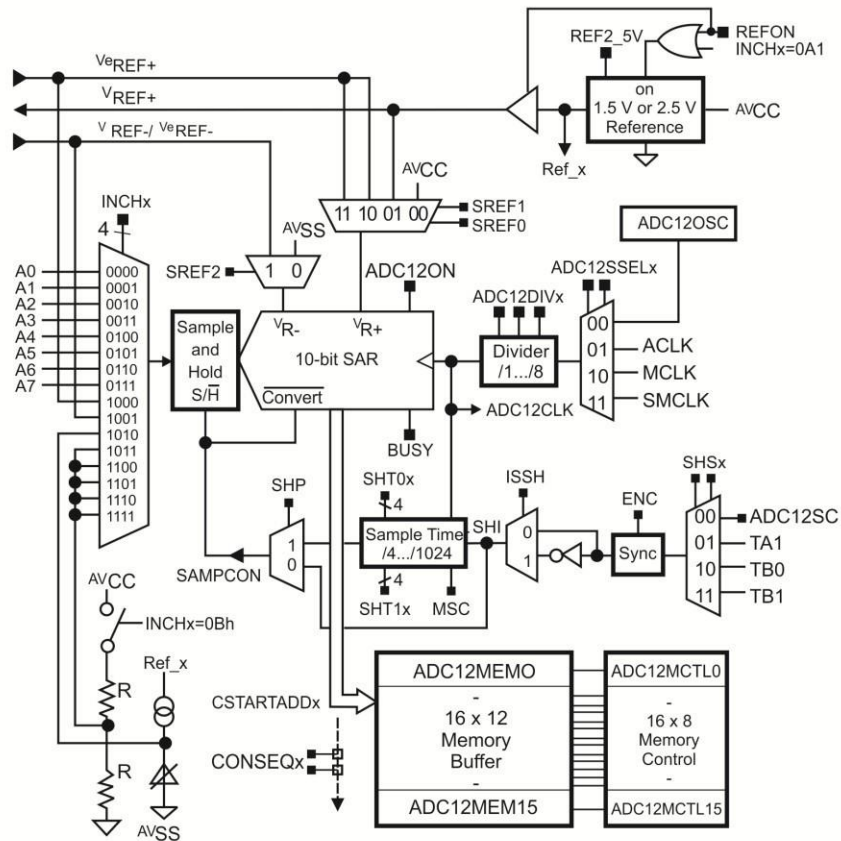 REFON
REF2_5V
INCHx=0A1
VeREF+
on
VREF+
1.5 V or 2.5 V
AVCC
Reference
V REF-/ VeREF-
Ref_x
AVCC
INCHx
11 10 01 00
SREF1
SREF0
4
AVSS
ADC12OSC
SREF2
1 0
ADC12ON
ADC12SSELx
A0
0000
A1
0001
A2
0010
A3
0011
A4
0100
A5
0101
A6
0110
A7
0111
1000
1001
1010
1011
1100
1101
1110
1111
ADC12DIVx
Sample
and
Hold
S/H
VR-
VR+
10-bit SAR
Convert
Divider
/1.../8
00
01
ACLK
10
MCLK
11
SMCLK
ADC12CLK
BUSY
SHP
SHT0x
4
ISSH
SHSx
ENC
1
0
SAMPCON
Sample Time
/4.../1024
SHI
0
1
Sync
00
ADC12SC
01
TA1
10
TB0
11
TB1
4
SHT1x
MSC
AVCC
INCHx=0Bh
Ref_x
R
R
AVSS
CSTARTADDx
CONSEQx
ADC12MEMO
-
16 x 12
Memory
Buffer
-
ADC12MEM15
ADC12MCTL0
-
16 x 8
Memory
Control
-
ADC12MCTL15